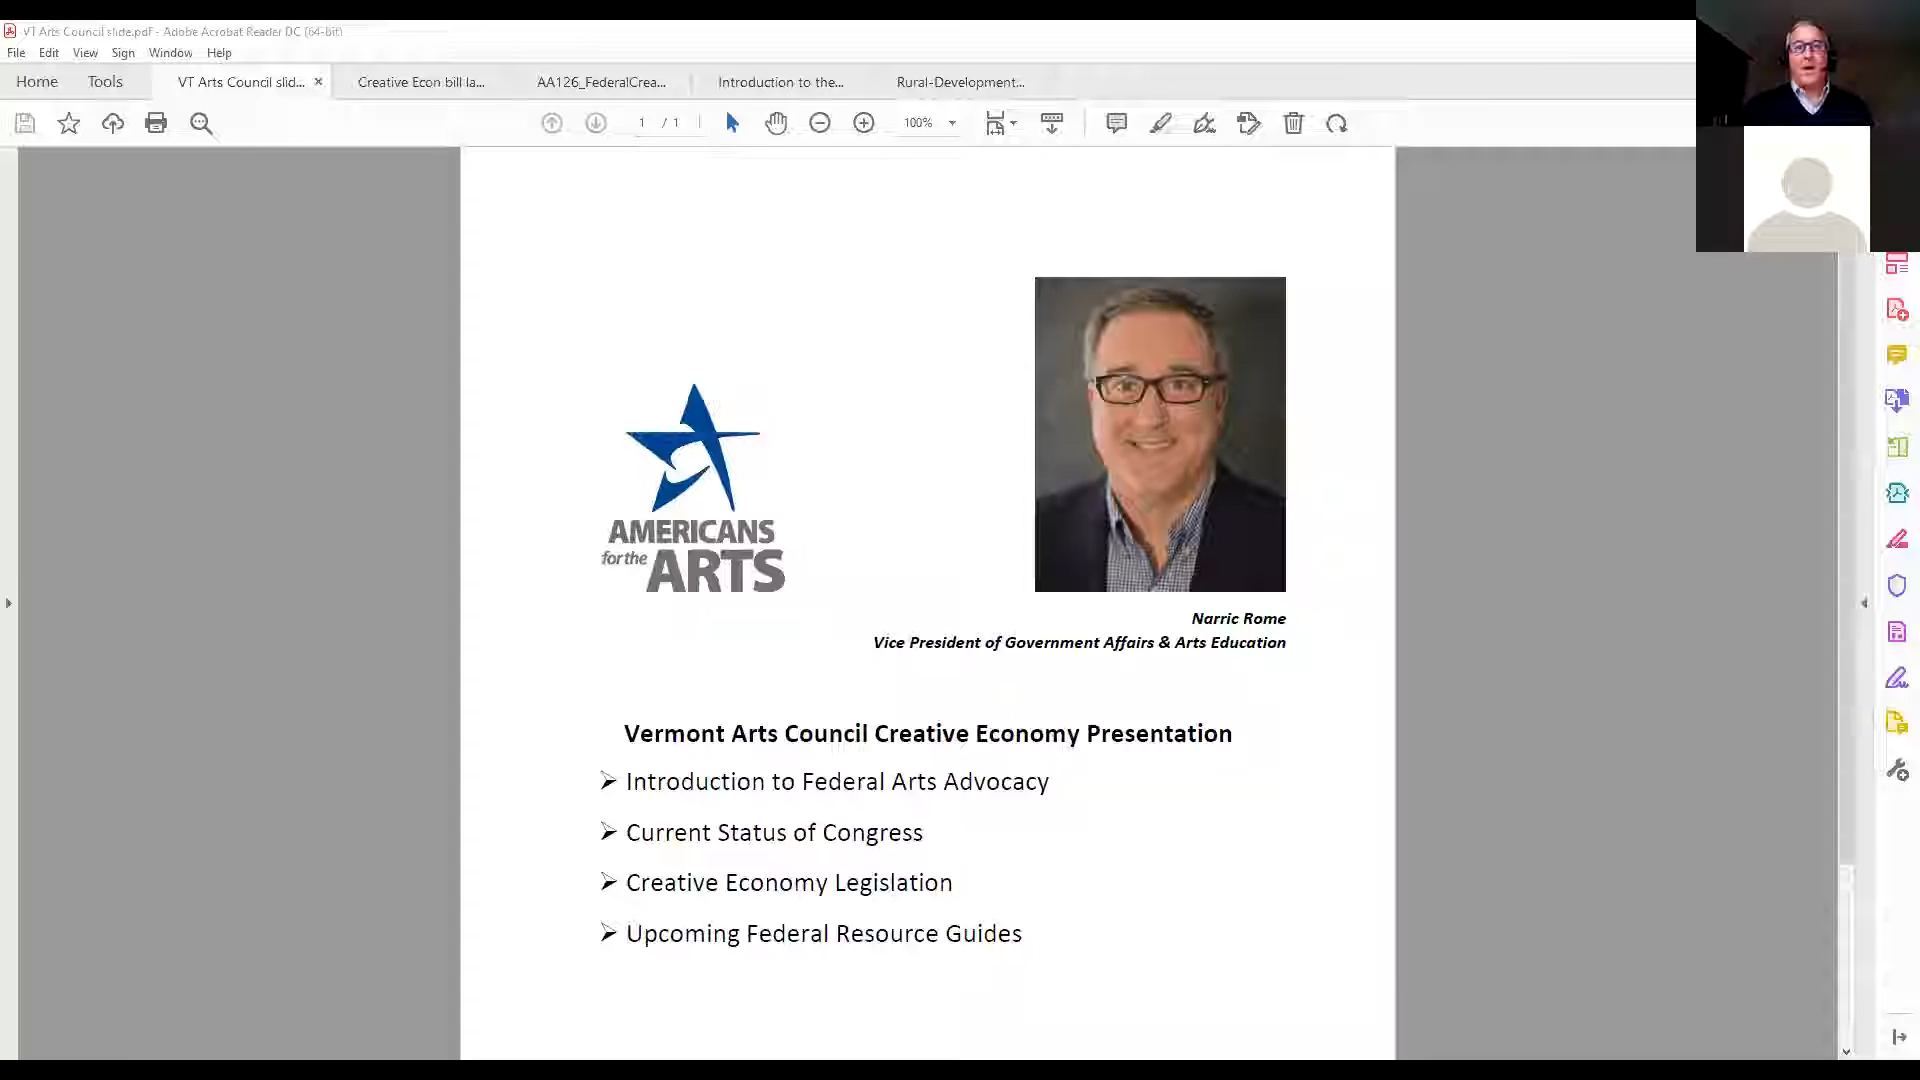 VT Arts Council slide.pdf - Adobe Acrobat Reader DC (64-bit)
File Edit View Sign Window Help
Home Tools VT Arts Council slid... × Creative Econ bill la... AA126_FederalCrea... Introduction to the... Rural-Development...
1 / 1 100%
AMERICANS
for the ARTS
Narric Rome
Vice President of Government Affairs & Arts Education
Vermont Arts Council Creative Economy Presentation
➢ Introduction to Federal Arts Advocacy
➢ Current Status of Congress
➢ Creative Economy Legislation
➢ Upcoming Federal Resource Guides